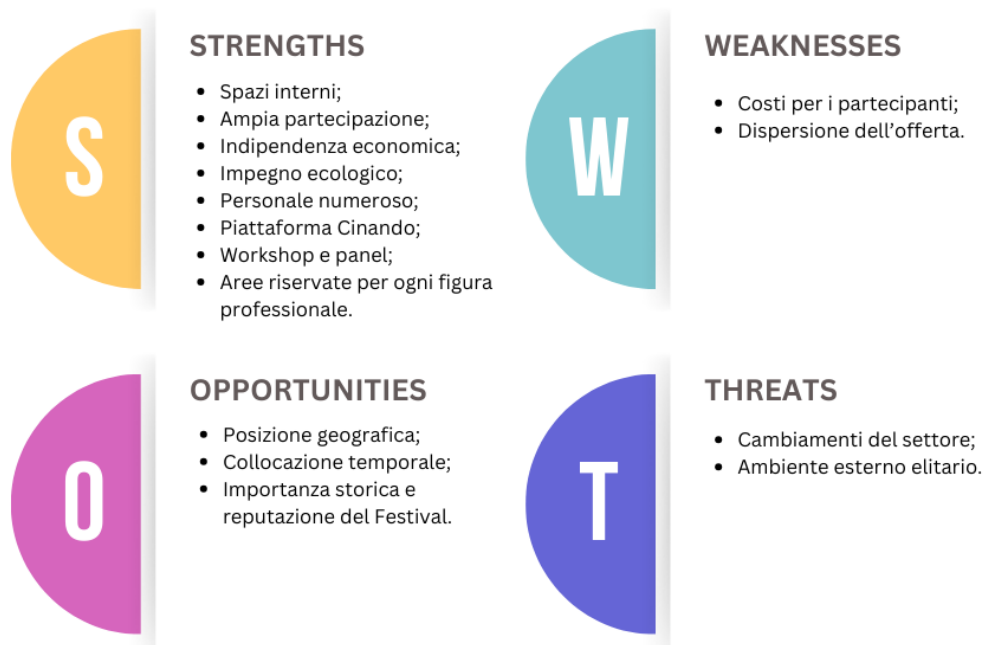 S
STRENGTHS
Spazi interni;
Ampia partecipazione;
Indipendenza economica;
Impegno ecologico;
Personale numeroso;
Piattaforma Cinando;
Workshop e panel;
Aree riservate per ogni figura
professionale.
W
WEAKNESSES
Costi per i partecipanti;
Dispersione dell’offerta.
O
OPPORTUNITIES
Posizione geografica;
Collocazione temporale;
Importanza storica e
reputazione del Festival.
T
THREATS
Cambiamenti del settore;
Ambiente esterno elitario.